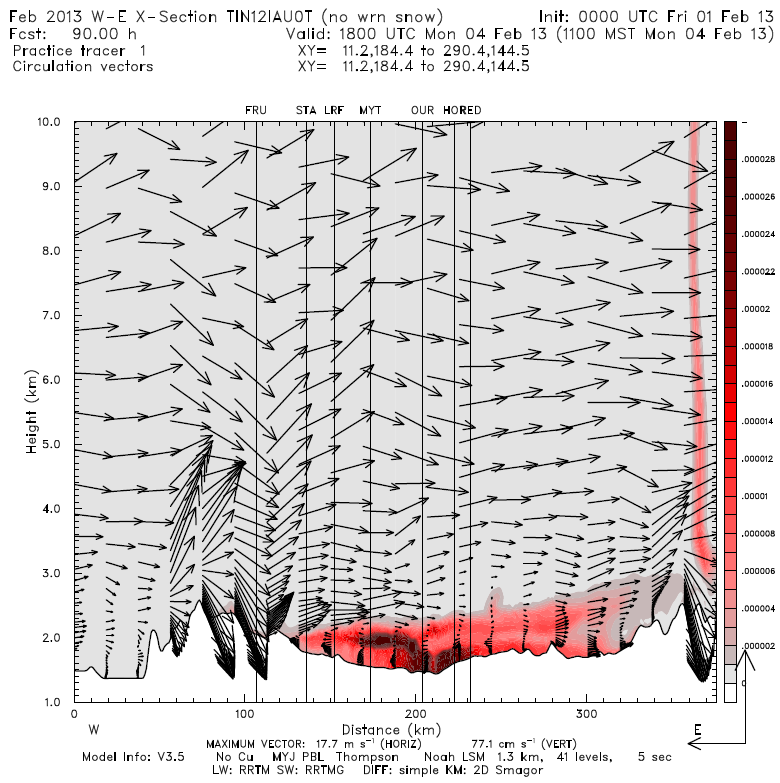 Feb 2013 W-E X-Section TIN12IAU0T (no wrn snow) Init: 0000 UTC Fri 01 Feb 13
Fcst: 90.00 h Valid: 1800 UTC Mon 04 Feb 13 (1100 MST Mon 04 Feb 13)
Practice tracer 1 XY= 11.2,184.4 to 290.4,144.5
Circulation vectors XY= 11.2,184.4 to 290.4,144.5
FRU STA LRF MYT OUR HORED
10.0
9.0
8.0
7.0
6.0
5.0
4.0
3.0
2.0
1.0
Height (km)
.000028
.000026
.000024
.000022
.00002
.000018
.000016
.000014
.000012
.00001
.000008
.000006
.000004
.000002
0
0 100 200 300
W Distance (km) E
MAXIMUM VECTOR: 17.7 m s⁻¹ (HORIZ) 77.1 cm s⁻¹ (VERT)
Model Info: V3.5 No Cu MYJ PBL Thompson Noah LSM 1.3 km, 41 levels, 5 sec
LW: RRTM SW: RRTMG DIFF: simple KM: 2D Smagor